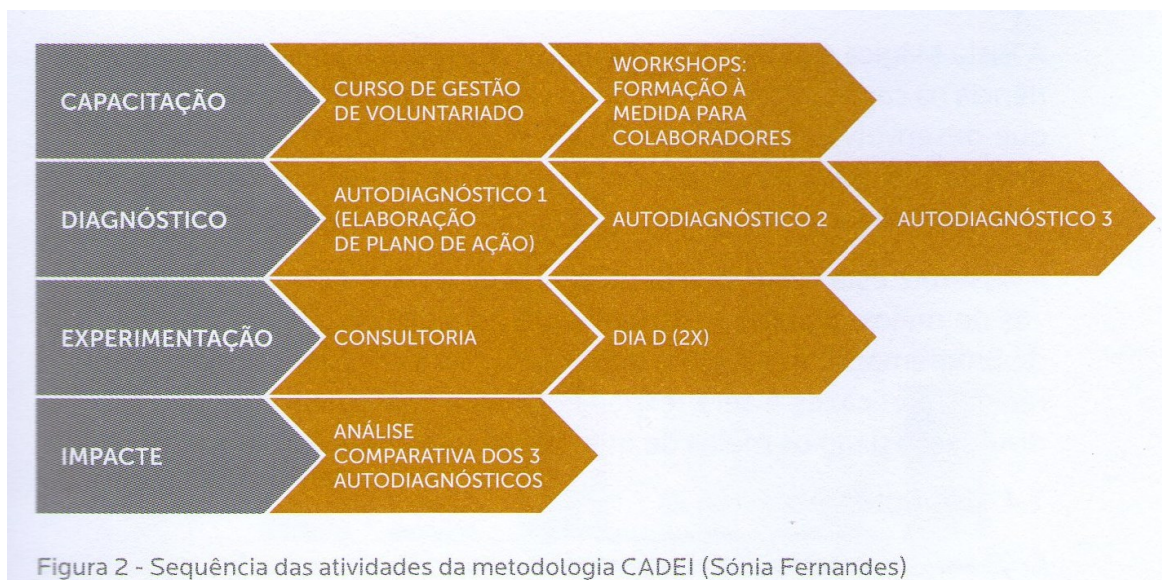 CAPACITAÇÃO
CURSO DE GESTÃO
DE VOLUNTARIADO
WORKSHOPS:
FORMAÇÃO À
MEDIDA PARA
COLABORADORES
DIAGNÓSTICO
AUTODIAGNÓSTICO 1
(ELABORAÇÃO
DE PLANO DE AÇÃO)
AUTODIAGNÓSTICO 2
AUTODIAGNÓSTICO 3
EXPERIMENTAÇÃO
CONSULTORIA
DIA D (2X)
IMPACTE
ANÁLISE
COMPARATIVA DOS 3
AUTODIAGNÓSTICOS
Figura 2 - Sequência das atividades da metodologia CADEI (Sónia Fernandes)